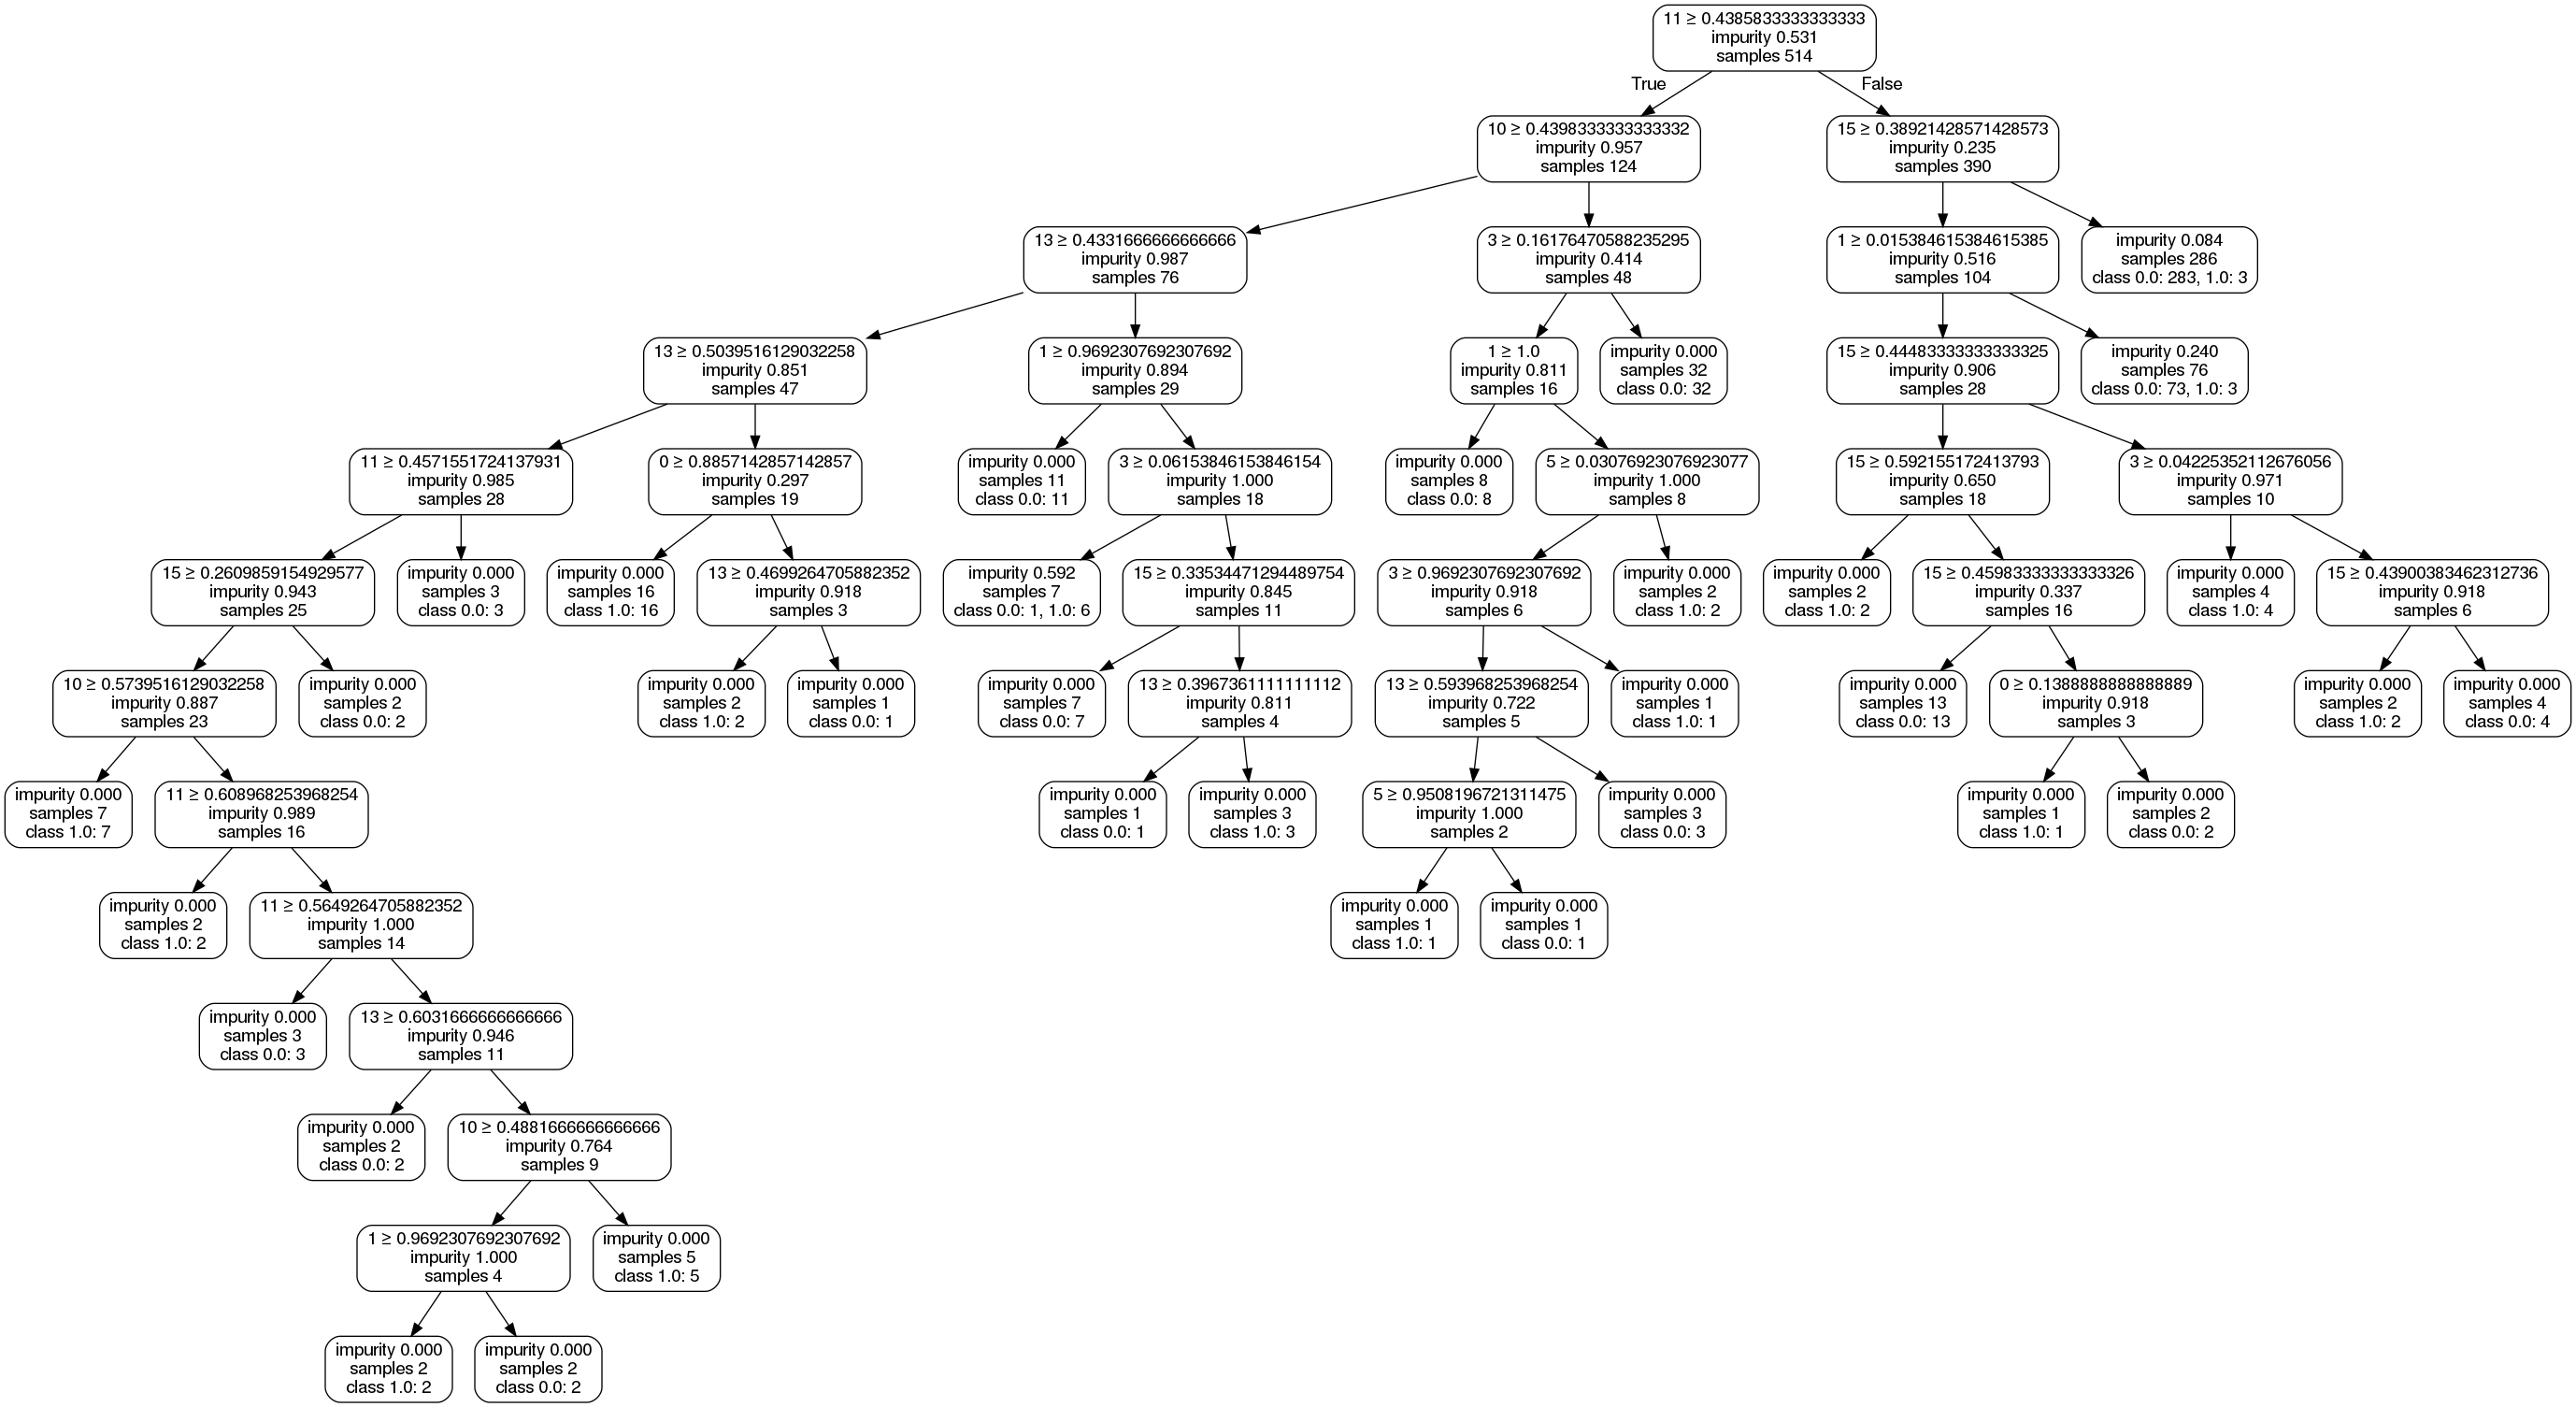 11 ≥ 0.4385833333333333
impurity 0.531
samples 514
True
False
10 ≥ 0.4398333333333332
impurity 0.957
samples 124
15 ≥ 0.38921428571428573
impurity 0.235
samples 390
13 ≥ 0.4331666666666666
impurity 0.987
samples 76
3 ≥ 0.16176470588235295
impurity 0.414
samples 48
1 ≥ 0.015384615384615385
impurity 0.516
samples 104
impurity 0.084
samples 286
class 0.0: 283, 1.0: 3
13 ≥ 0.5039516129032258
impurity 0.851
samples 47
1 ≥ 0.9692307692307692
impurity 0.894
samples 29
1 ≥ 1.0
impurity 0.811
samples 16
impurity 0.000
samples 32
class 0.0: 32
15 ≥ 0.44483333333333325
impurity 0.906
samples 28
impurity 0.240
samples 76
class 0.0: 73, 1.0: 3
11 ≥ 0.4571551724137931
impurity 0.985
samples 28
0 ≥ 0.8857142857142857
impurity 0.297
samples 19
impurity 0.000
samples 11
class 0.0: 11
3 ≥ 0.06153846153846154
impurity 1.000
samples 18
impurity 0.000
samples 8
class 0.0: 8
5 ≥ 0.03076923076923077
impurity 1.000
samples 8
15 ≥ 0.592155172413793
impurity 0.650
samples 18
3 ≥ 0.04225352112676056
impurity 0.971
samples 10
15 ≥ 0.2609859154929577
impurity 0.943
samples 25
impurity 0.000
samples 3
class 0.0: 3
impurity 0.000
samples 16
class 1.0: 16
13 ≥ 0.4699264705882352
impurity 0.918
samples 3
impurity 0.592
samples 7
class 0.0: 1, 1.0: 6
15 ≥ 0.33534471294489754
impurity 0.845
samples 11
3 ≥ 0.9692307692307692
impurity 0.918
samples 6
impurity 0.000
samples 2
class 1.0: 2
impurity 0.000
samples 2
class 1.0: 2
15 ≥ 0.45983333333333326
impurity 0.337
samples 16
impurity 0.000
samples 4
class 1.0: 4
15 ≥ 0.43900383462312736
impurity 0.918
samples 6
10 ≥ 0.5739516129032258
impurity 0.887
samples 23
impurity 0.000
samples 2
class 0.0: 2
impurity 0.000
samples 2
class 1.0: 2
impurity 0.000
samples 1
class 0.0: 1
impurity 0.000
samples 7
class 0.0: 7
13 ≥ 0.3967361111111112
impurity 0.811
samples 4
13 ≥ 0.593968253968254
impurity 0.722
samples 5
impurity 0.000
samples 1
class 1.0: 1
impurity 0.000
samples 13
class 0.0: 13
0 ≥ 0.1388888888888889
impurity 0.918
samples 3
impurity 0.000
samples 2
class 1.0: 2
impurity 0.000
samples 4
class 0.0: 4
impurity 0.000
samples 7
class 1.0: 7
11 ≥ 0.608968253968254
impurity 0.989
samples 16
impurity 0.000
samples 1
class 0.0: 1
impurity 0.000
samples 3
class 1.0: 3
5 ≥ 0.9508196721311475
impurity 1.000
samples 2
impurity 0.000
samples 3
class 0.0: 3
impurity 0.000
samples 1
class 1.0: 1
impurity 0.000
samples 2
class 0.0: 2
impurity 0.000
samples 2
class 1.0: 2
11 ≥ 0.5649264705882352
impurity 1.000
samples 14
impurity 0.000
samples 1
class 1.0: 1
impurity 0.000
samples 1
class 0.0: 1
impurity 0.000
samples 3
class 0.0: 3
13 ≥ 0.6031666666666666
impurity 0.946
samples 11
impurity 0.000
samples 2
class 0.0: 2
10 ≥ 0.4881666666666666
impurity 0.764
samples 9
1 ≥ 0.9692307692307692
impurity 1.000
samples 4
impurity 0.000
samples 5
class 1.0: 5
impurity 0.000
samples 2
class 1.0: 2
impurity 0.000
samples 2
class 0.0: 2